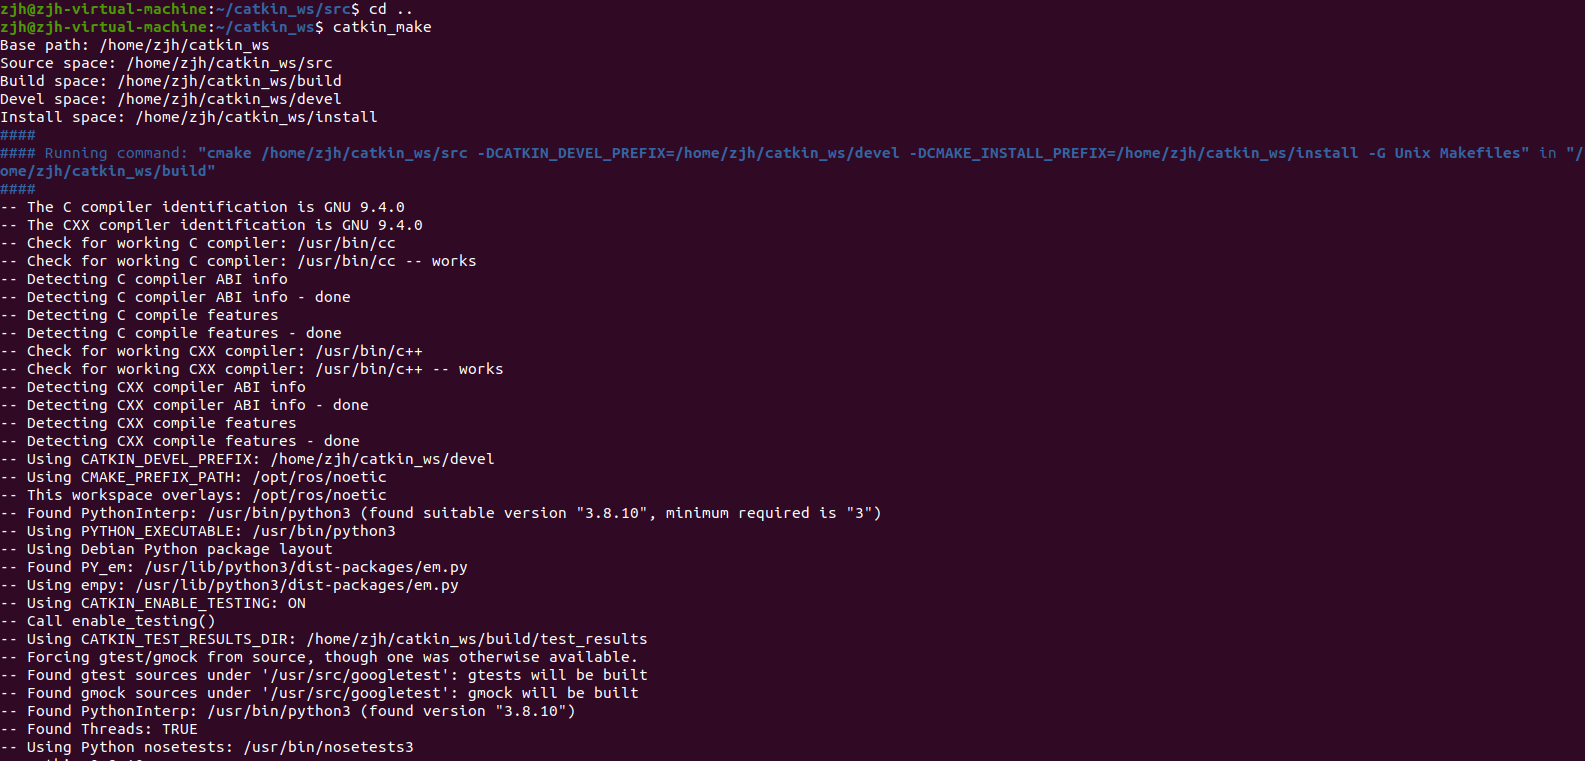 zjh@zjh-virtual-machine:~/catkin_ws/src$ cd ..
zjh@zjh-virtual-machine:~/catkin_ws$ catkin_make
Base path: /home/zjh/catkin_ws
Source space: /home/zjh/catkin_ws/src
Build space: /home/zjh/catkin_ws/build
Devel space: /home/zjh/catkin_ws/devel
Install space: /home/zjh/catkin_ws/install
####
#### Running command: "cmake /home/zjh/catkin_ws/src -DCATKIN_DEVEL_PREFIX=/home/zjh/catkin_ws/devel -DCMAKE_INSTALL_PREFIX=/home/zjh/catkin_ws/install -G Unix Makefiles" in "/
ome/zjh/catkin_ws/build"
####
-- The C compiler identification is GNU 9.4.0
-- The CXX compiler identification is GNU 9.4.0
-- Check for working C compiler: /usr/bin/cc
-- Check for working C compiler: /usr/bin/cc -- works
-- Detecting C compiler ABI info
-- Detecting C compiler ABI info - done
-- Detecting C compile features
-- Detecting C compile features - done
-- Check for working CXX compiler: /usr/bin/c++
-- Check for working CXX compiler: /usr/bin/c++ -- works
-- Detecting CXX compiler ABI info
-- Detecting CXX compiler ABI info - done
-- Detecting CXX compile features
-- Detecting CXX compile features - done
-- Using CATKIN_DEVEL_PREFIX: /home/zjh/catkin_ws/devel
-- Using CMAKE_PREFIX_PATH: /opt/ros/noetic
-- This workspace overlays: /opt/ros/noetic
-- Found PythonInterp: /usr/bin/python3 (found suitable version "3.8.10", minimum required is "3")
-- Using PYTHON_EXECUTABLE: /usr/bin/python3
-- Using Debian Python package layout
-- Found PY_em: /usr/lib/python3/dist-packages/em.py
-- Using empy: /usr/lib/python3/dist-packages/em.py
-- Using CATKIN_ENABLE_TESTING: ON
-- Call enable_testing()
-- Using CATKIN_TEST_RESULTS_DIR: /home/zjh/catkin_ws/build/test_results
-- Forcing gtest/gmock from source, though one was otherwise available.
-- Found gtest sources under '/usr/src/googletest': gtests will be built
-- Found gmock sources under '/usr/src/googletest': gmock will be built
-- Found PythonInterp: /usr/bin/python3 (found version "3.8.10")
-- Found Threads: TRUE
-- Using Python nosetests: /usr/bin/nosetests3